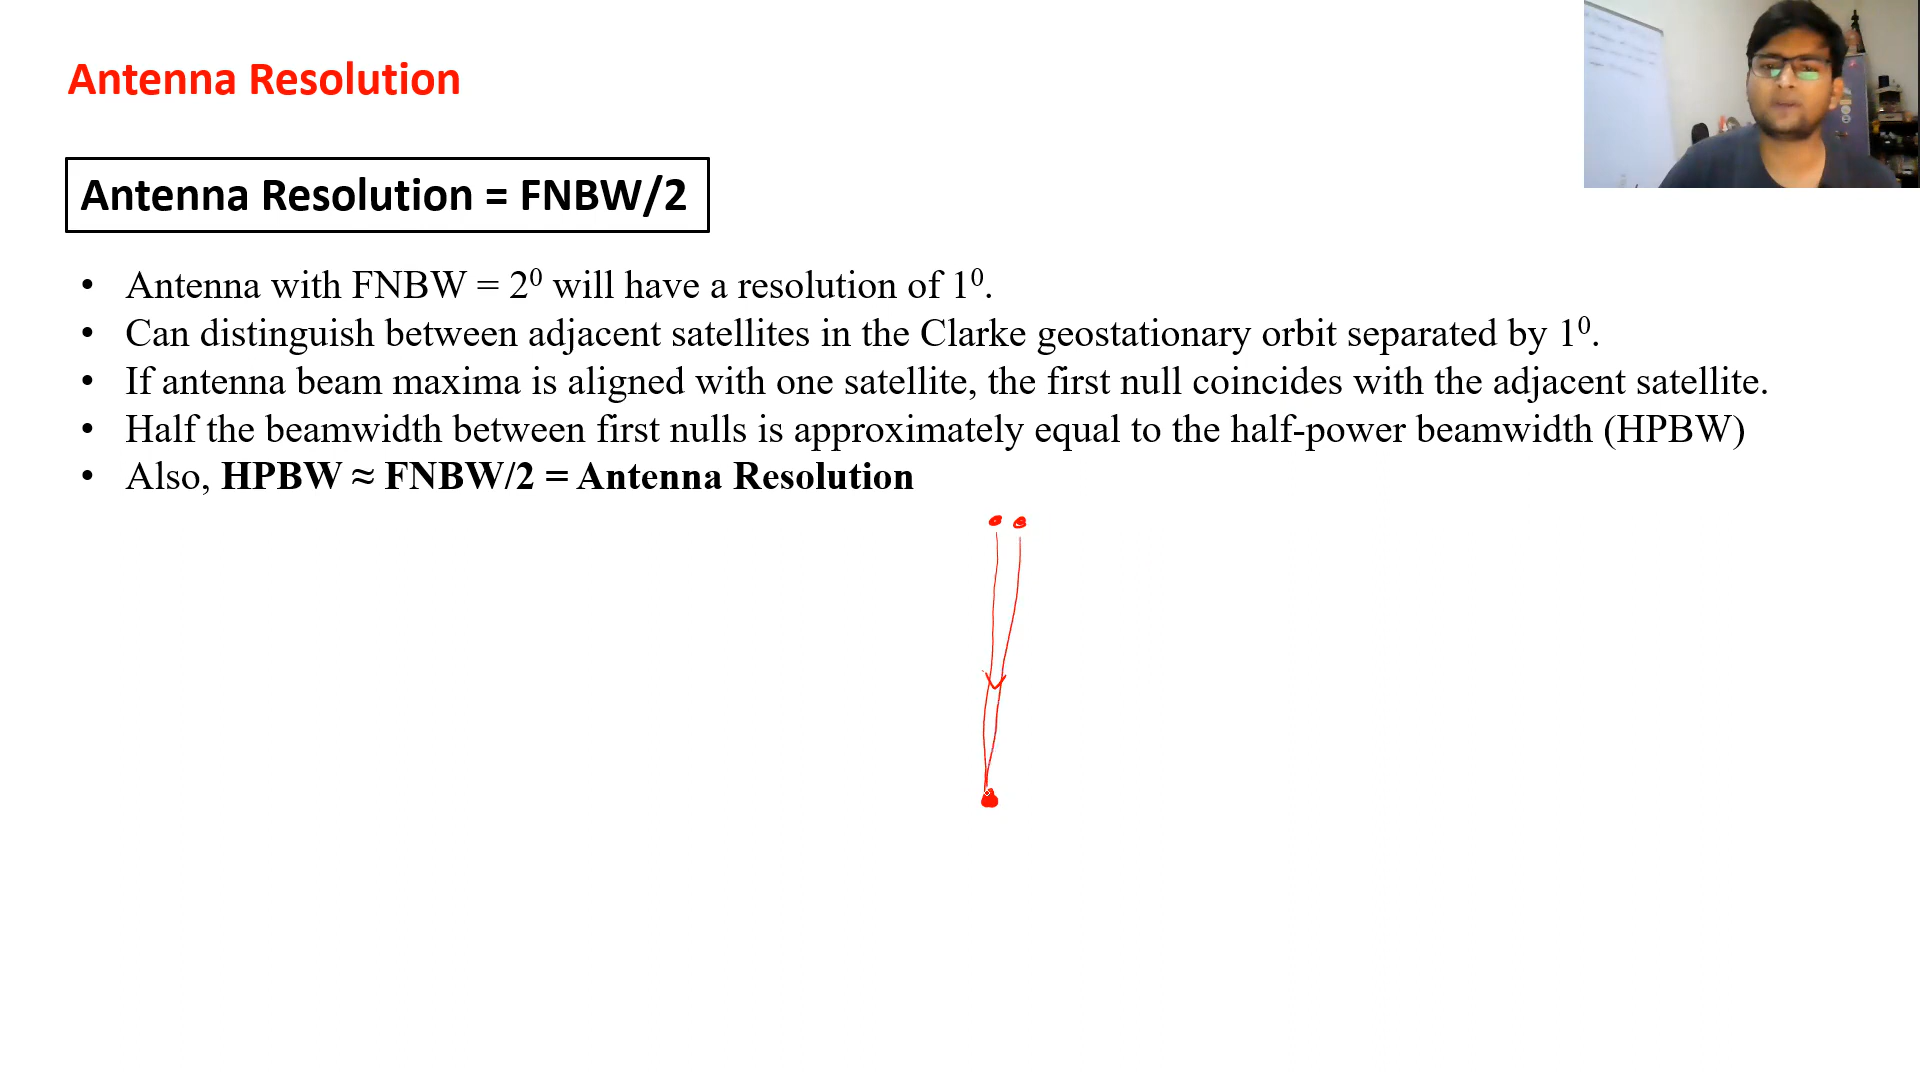 Antenna Resolution
Antenna Resolution = FNBW/2
• Antenna with FNBW = 2⁰ will have a resolution of 1⁰.
• Can distinguish between adjacent satellites in the Clarke geostationary orbit separated by 1⁰.
• If antenna beam maxima is aligned with one satellite, the first null coincides with the adjacent satellite.
• Half the beamwidth between first nulls is approximately equal to the half-power beamwidth (HPBW)
• Also, HPBW ≈ FNBW/2 = Antenna Resolution